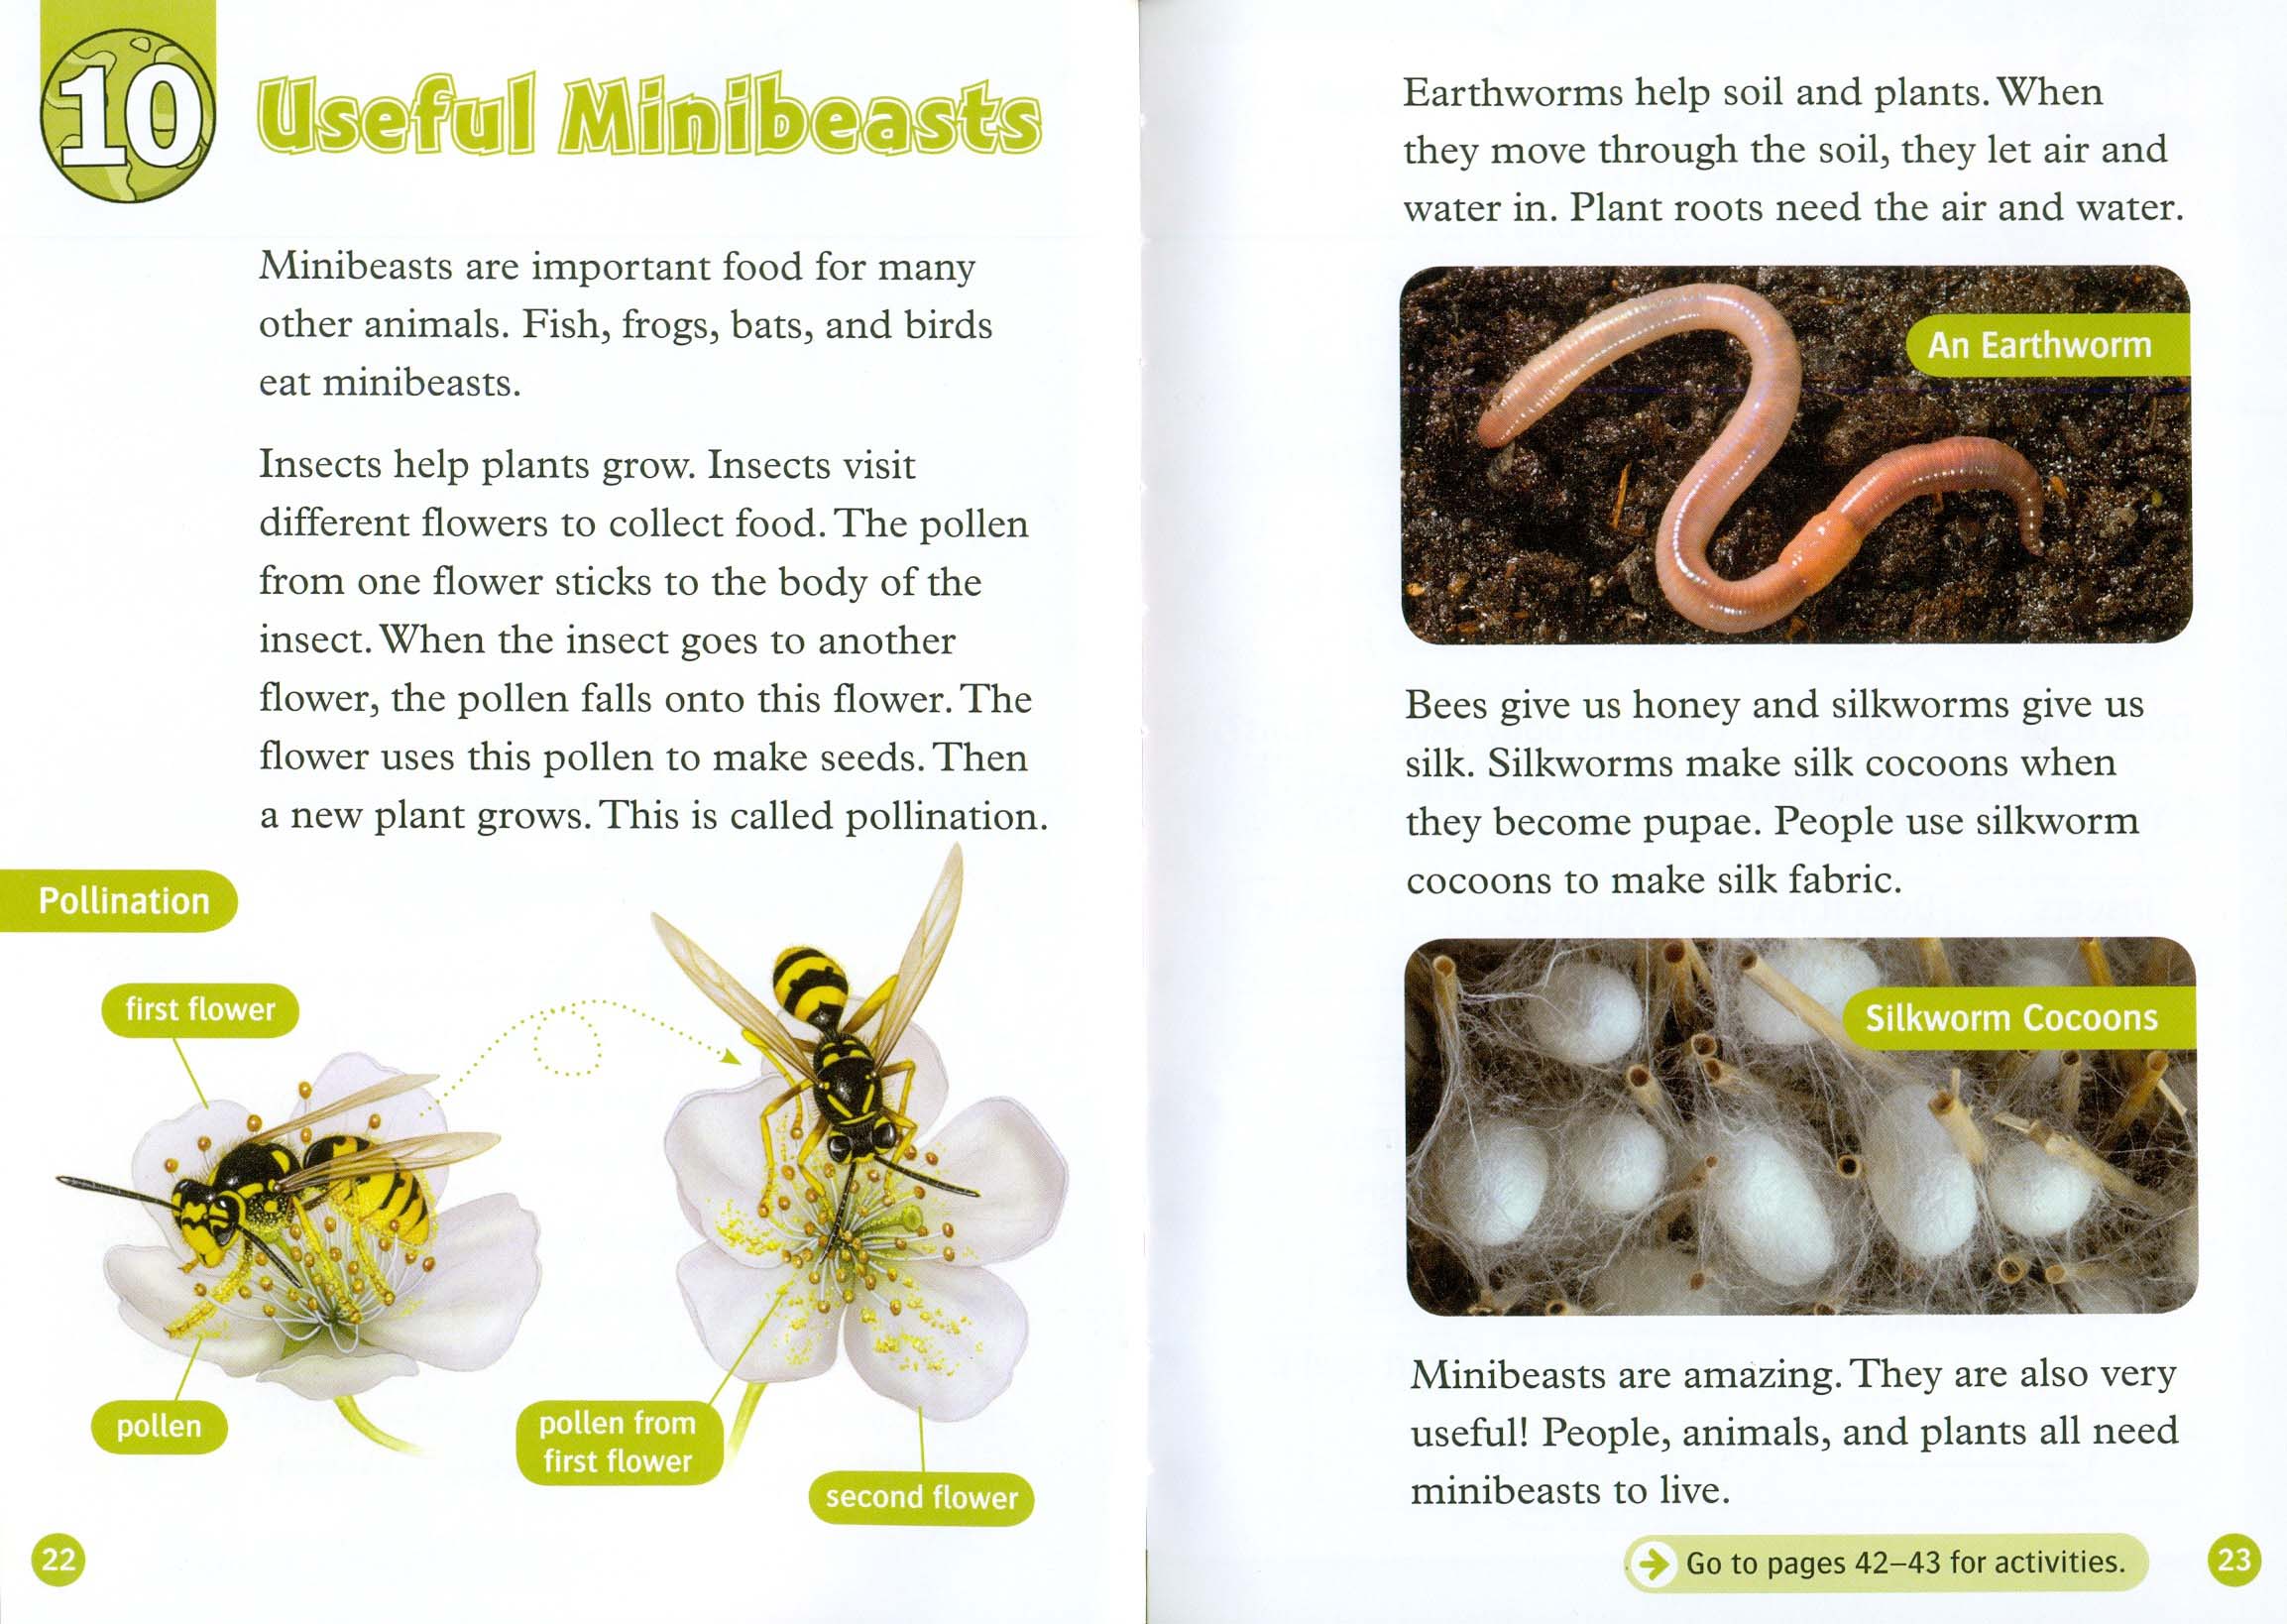 10
Useful Minibeasts
Minibeasts are important food for many
other animals. Fish, frogs, bats, and birds
eat minibeasts.
Insects help plants grow. Insects visit
different flowers to collect food. The pollen
from one flower sticks to the body of the
insect. When the insect goes to another
flower, the pollen falls onto this flower. The
flower uses this pollen to make seeds. Then
a new plant grows. This is called pollination.
Pollination
first flower
pollen
pollen from
first flower
second flower
22
Earthworms help soil and plants. When
they move through the soil, they let air and
water in. Plant roots need the air and water.
An Earthworm
Bees give us honey and silkworms give us
silk. Silkworms make silk cocoons when
they become pupae. People use silkworm
cocoons to make silk fabric.
Silkworm Cocoons
Minibeasts are amazing. They are also very
useful! People, animals, and plants all need
minibeasts to live.
Go to pages 42–43 for activities.
23